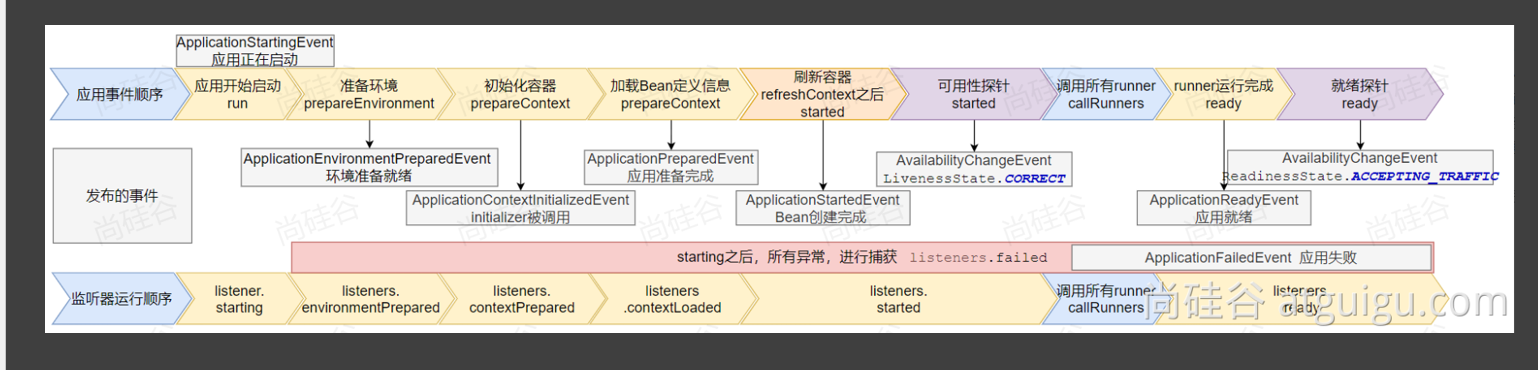 ApplicationStartingEvent
应用正在启动
应用事件顺序
应用开始启动
run
准备环境
prepareEnvironment
初始化容器
prepareContext
加载Bean定义信息
prepareContext
刷新容器
refreshContext之后
started
可用性探针
started
调用所有runner
callRunners
runner运行完成
ready
就绪探针
ready
发布的事件
ApplicationEnvironmentPreparedEvent
环境准备就绪
ApplicationContextInitializedEvent
initializer被调用
ApplicationPreparedEvent
应用准备完成
ApplicationStartedEvent
Bean创建完成
AvailabilityChangeEvent
LivenessState.CORRECT
ApplicationReadyEvent
应用就绪
AvailabilityChangeEvent
ReadinessState.ACCEPTING_TRAFFIC
starting之后，所有异常，进行捕获 listeners.failed
ApplicationFailedEvent 应用失败
监听器运行顺序
listener.
starting
listeners.
environmentPrepared
listeners.
contextPrepared
listeners
.contextLoaded
listeners.
started
调用所有runner
callRunners
listeners.
ready
尚硅谷 atguigu.com